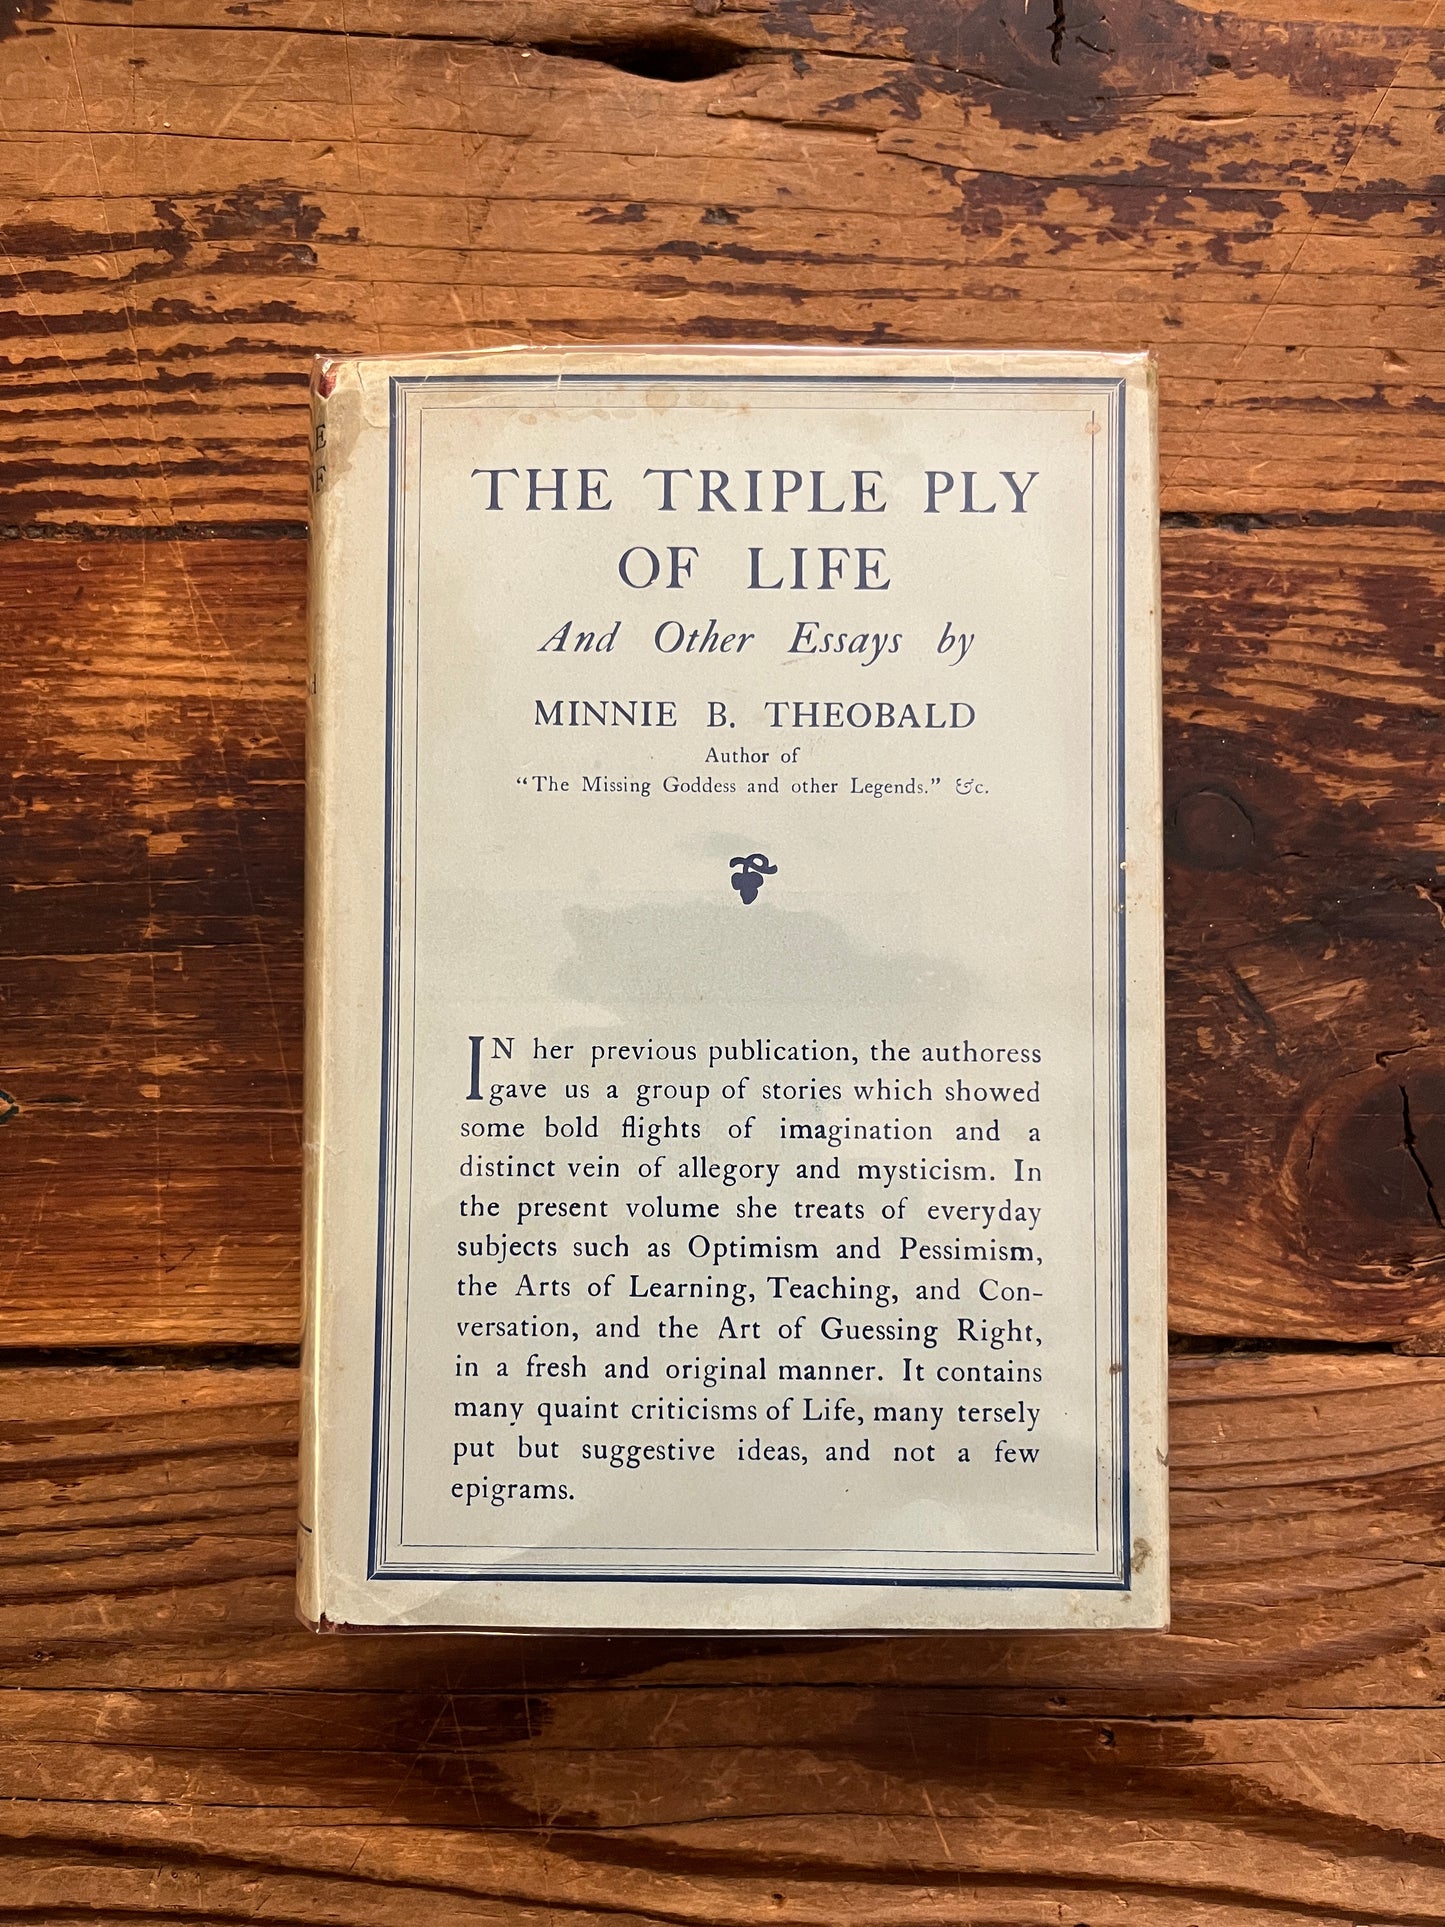 THE TRIPLE PLY
OF LIFE
And Other Essays by
MINNIE B. THEOBALD
Author of
“The Missing Goddess and other Legends.” &c.
IN her previous publication, the authoress
gave us a group of stories which showed
some bold flights of imagination and a
distinct vein of allegory and mysticism. In
the present volume she treats of everyday
subjects such as Optimism and Pessimism,
the Arts of Learning, Teaching, and Con-
versation, and the Art of Guessing Right,
in a fresh and original manner. It contains
many quaint criticisms of Life, many tersely
put but suggestive ideas, and not a few
epigrams.